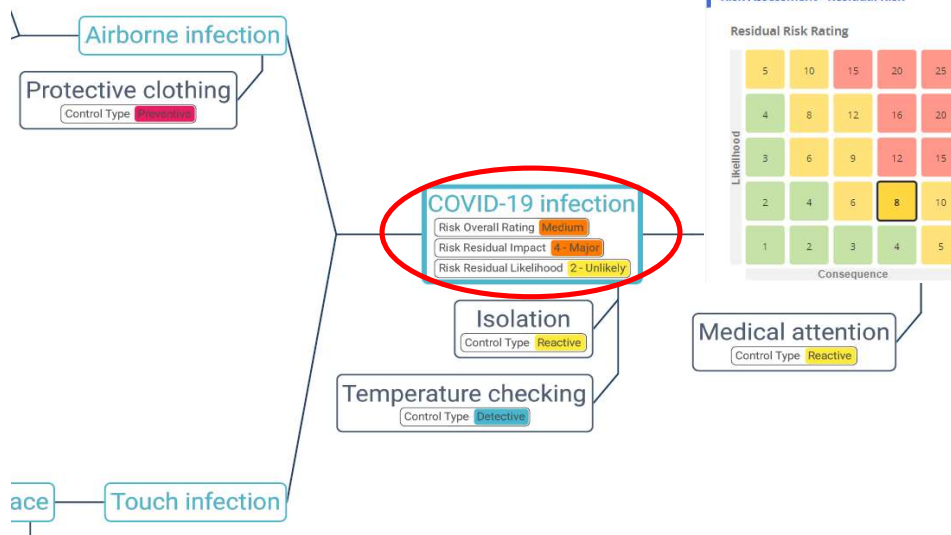 Airborne infection
Protective clothing
Control Type Preventive
COVID-19 infection
Risk Overall Rating Medium
Risk Residual Impact 4 - Major
Risk Residual Likelihood 2 - Unlikely
Isolation
Control Type Reactive
Temperature checking
Control Type Detective
ace
Touch infection
Medical attention
Control Type Reactive
Residual Risk Rating
Likelihood
5 10 15 20 25
4 8 12 16 20
3 6 9 12 15
2 4 6 8 10
1 2 3 4 5
Consequence